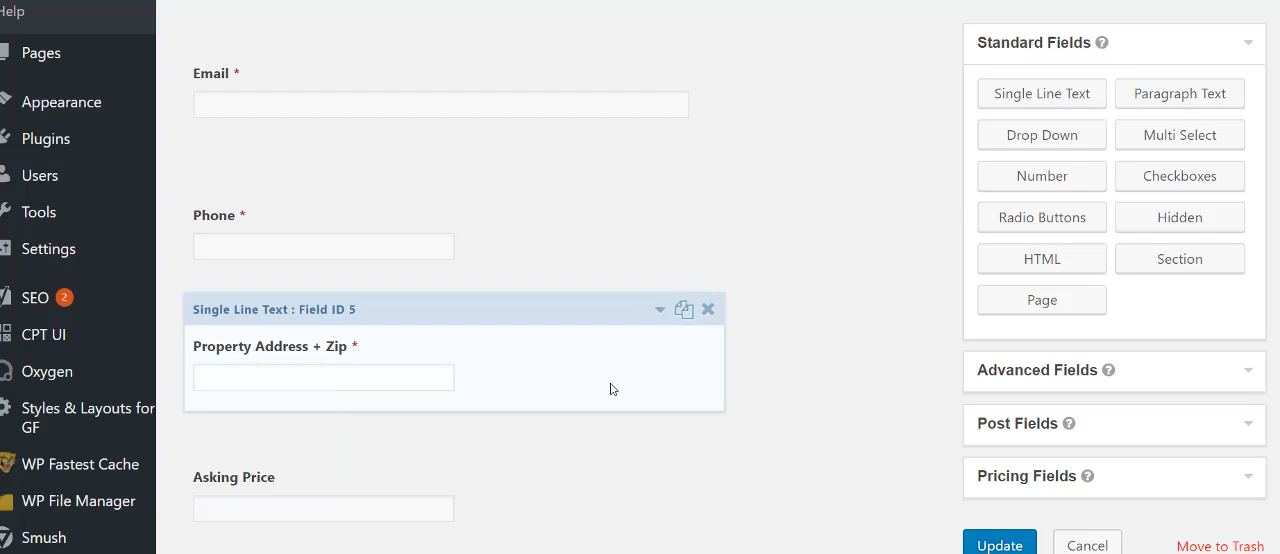 Help
Pages
Appearance
Plugins
Users
Tools
Settings
SEO 2
CPT UI
Oxygen
Styles & Layouts for
GF
WP Fastest Cache
WP File Manager
Smush
Email *
Phone *
Single Line Text : Field ID 5
Property Address + Zip *
Asking Price
Standard Fields ?
Single Line Text
Paragraph Text
Drop Down
Multi Select
Number
Checkboxes
Radio Buttons
Hidden
HTML
Section
Page
Advanced Fields ?
Post Fields ?
Pricing Fields ?
Update
Cancel
Move to Trash